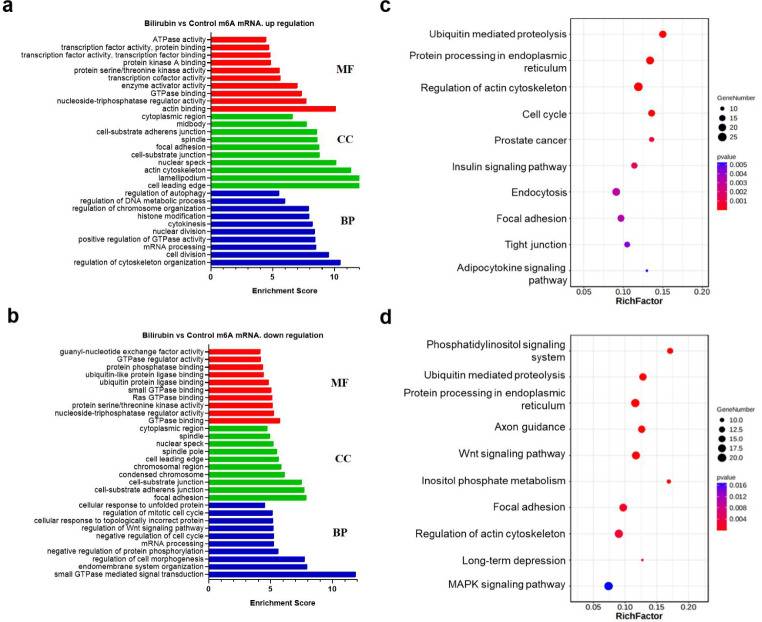 a
Bilirubin vs Control m6A mRNA. up regulation
ATPase activity
transcription factor activity, protein binding
transcription factor activity, transcription factor binding
protein kinase A binding
protein serine/threonine kinase activity
transcription cofactor activity
enzyme activator activity
GTPase binding
nucleoside-triphosphatase regulator activity
actin binding
cytoplasmic region
midbody
cell-substrate adherens junction
spindle
focal adhesion
cell-substrate junction
nuclear speck
actin cytoskeleton
lamellipodium
cell leading edge
regulation of autophagy
regulation of DNA metabolic process
regulation of chromosome organization
histone modification
cytokinesis
nuclear division
positive regulation of GTPase activity
mRNA processing
cell division
regulation of cytoskeleton organization
MF
CC
BP
0 5 10
Enrichment Score
b
Bilirubin vs Control m6A mRNA. down regulation
guanyl-nucleotide exchange factor activity
GTPase regulator activity
protein phosphatase binding
ubiquitin-like protein ligase binding
ubiquitin protein ligase binding
small GTPase binding
Ras GTPase binding
protein serine/threonine kinase activity
nucleoside-triphosphatase regulator activity
GTPase binding
cytoplasmic region
spindle
nuclear speck
spindle pole
cell leading edge
chromosomal region
condensed chromosome
cell-substrate junction
cell-substrate adherens junction
focal adhesion
cellular response to unfolded protein
regulation of mitotic cell cycle
cellular response to topologically incorrect protein
regulation of Wnt signaling pathway
negative regulation of cell cycle
mRNA processing
negative regulation of protein phosphorylation
regulation of cell morphogenesis
endomembrane system organization
small GTPase mediated signal transduction
MF
CC
BP
0 5 10
Enrichment Score
c
Ubiquitin mediated proteolysis
Protein processing in endoplasmic
reticulum
Regulation of actin cytoskeleton
Cell cycle
Prostate cancer
Insulin signaling pathway
Endocytosis
Focal adhesion
Tight junction
Adipocytokine signaling
pathway
0.05 0.10 0.15 0.20
RichFactor
GeneNumber
10
15
20
25
pvalue
0.005
0.004
0.003
0.002
0.001
d
Phosphatidylinositol signaling
system
Ubiquitin mediated proteolysis
Protein processing in endoplasmic
reticulum
Axon guidance
Wnt signaling pathway
Inositol phosphate metabolism
Focal adhesion
Regulation of actin cytoskeleton
Long-term depression
MAPK signaling pathway
0.05 0.10 0.15 0.20
RichFactor
GeneNumber
10.0
12.5
15.0
17.5
20.0
pvalue
0.016
0.012
0.008
0.004